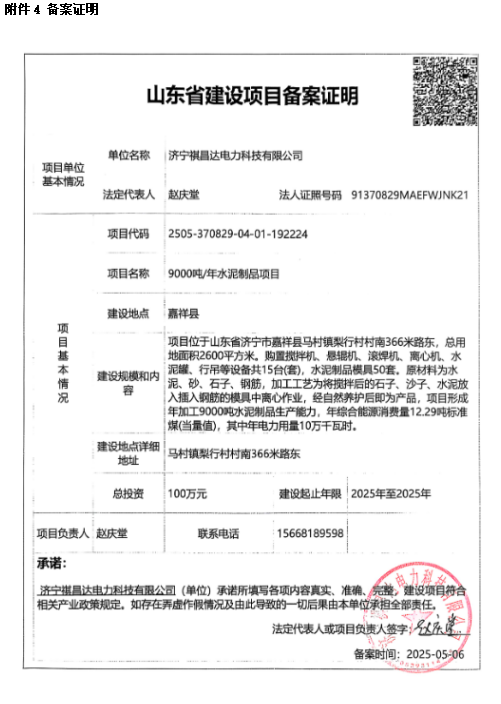 附件 4  备案证明
山东省建设项目备案证明
项目单位
基本情况
单位名称
济宁祺昌达电力科技有限公司
法定代表人
赵庆堂
法人证照号码
91370829MAEFWJNK21
项目基本情况
项目代码
2505-370829-04-01-192224
项目名称
9000吨/年水泥制品项目
建设地点
嘉祥县
建设规模和内
容
项目位于山东省济宁市嘉祥县马村镇梨行村村南366米路东，总用
地面积2600平方米。购置搅拌机、悬辊机、滚焊机、离心机、水
泥罐、行吊等设备共15台(套)，水泥制品模具50套。原材料为水
泥、砂、石子、钢筋，加工工艺为将搅拌后的石子、沙子、水泥放
入插入钢筋的模具中离心作业，经自然养护后即为产品，项目形成
年加工9000吨水泥制品生产能力，年综合能源消费量12.29吨标准
煤(当量值)，其中年电力用量10万千瓦时。
建设地点详细
地址
马村镇梨行村村南366米路东
总投资
100万元
建设起止年限
2025年至2025年
项目负责人
赵庆堂
联系电话
15668189598
承诺：
济宁祺昌达电力科技有限公司（单位）承诺所填写各项内容真实、准确、完整，建设项目符合
相关产业政策规定。如存在弄虚作假情况及由此导致的一切后果由本单位承担全部责任。
法定代表人或项目负责人签字：赵庆堂
备案时间：2025-05-06